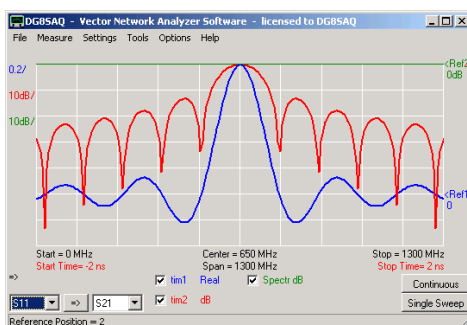 DG8SAQ - Vector Network Analyzer Software - licensed to DG8SAQ
File Measure Settings Tools Options Help
0.2/
<Ref2
0dB
10dB/
10dB/
<Ref1
0
Start = 0 MHz Center = 650 MHz Stop = 1300 MHz
Start Time= -2 ns Span = 1300 MHz Stop Time= 2 ns
=> tim1 Real Spectr dB Continuous
S11 => S21 tim2 dB Single Sweep
Reference Position = 2